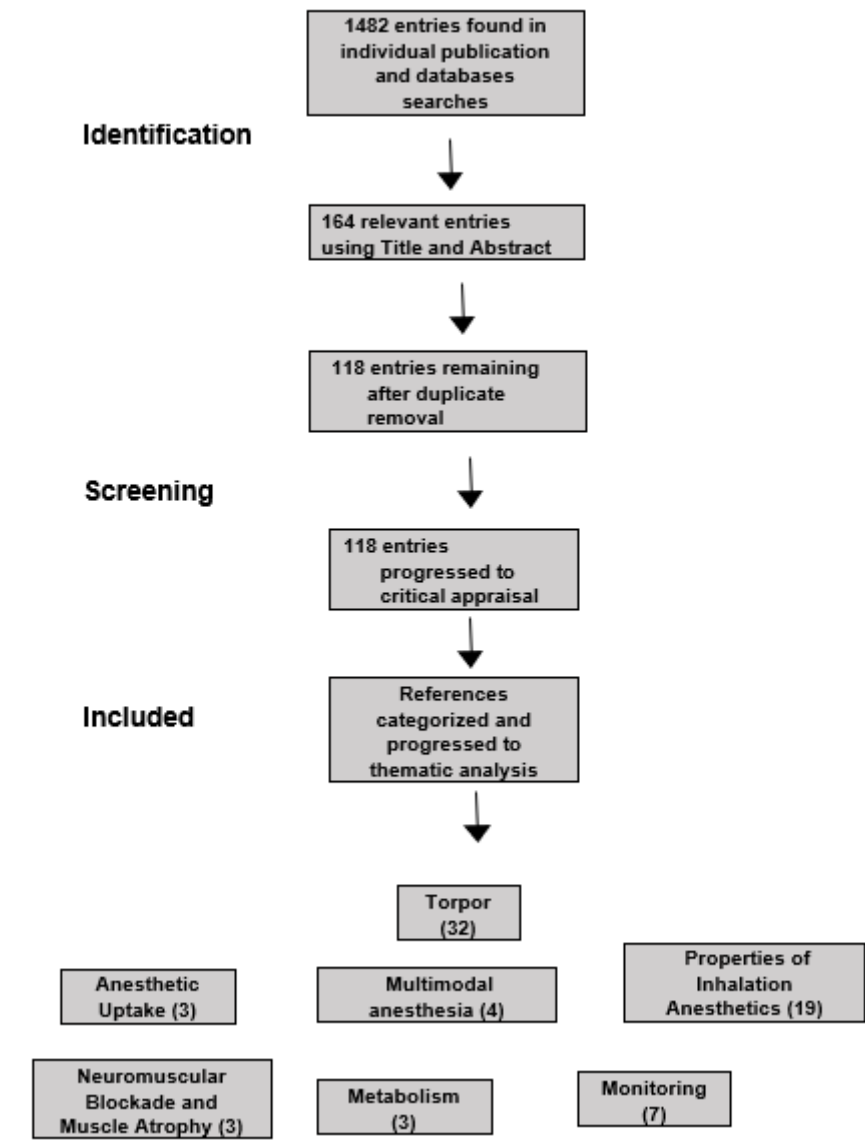 1482 entries found in
individual publication
and databases
searches
Identification
164 relevant entries
using Title and Abstract
118 entries remaining
after duplicate
removal
Screening
118 entries
progressed to
critical appraisal
Included
References
categorized and
progressed to
thematic analysis
Torpor
(32)
Anesthetic
Uptake (3)
Multimodal
anesthesia (4)
Properties of
Inhalation
Anesthetics (19)
Neuromuscular
Blockade and
Muscle Atrophy (3)
Metabolism
(3)
Monitoring
(7)